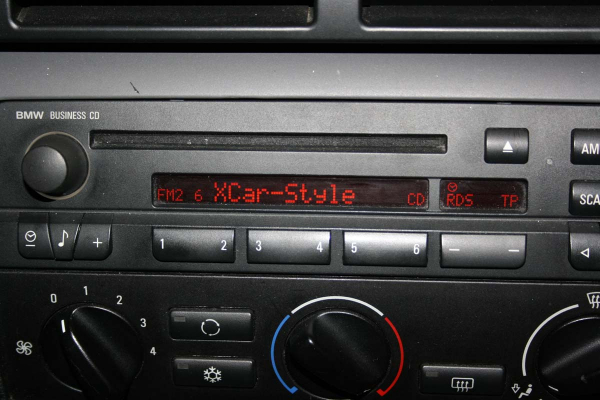 BMW BUSINESS CD
AM
FM2 6 XCar-Style CD RDS TP
SCA
1 2 3 4 5 6
0 1 2 3 4